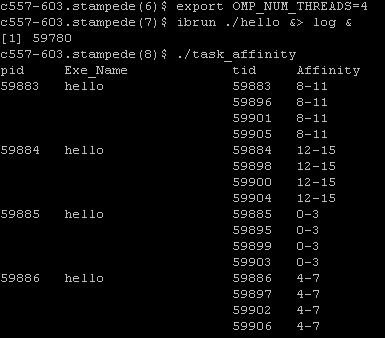 c557-603.stampede(6)$ export OMP_NUM_THREADS=4
c557-603.stampede(7)$ ibrun ./hello &> log &
[1] 59780
c557-603.stampede(8)$ ./task_affinity
pid Exe_Name tid Affinity
59883 hello 59883 8-11
59896 8-11
59901 8-11
59905 8-11
59884 hello 59884 12-15
59898 12-15
59900 12-15
59904 12-15
59885 hello 59885 0-3
59895 0-3
59899 0-3
59903 0-3
59886 hello 59886 4-7
59897 4-7
59902 4-7
59906 4-7